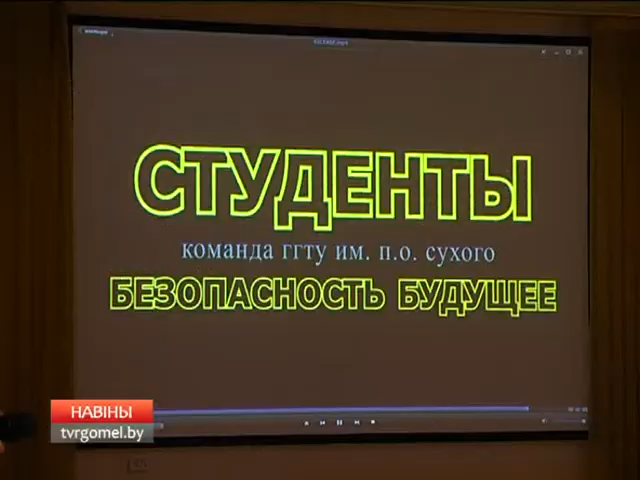 СТУДЕНТЫ
команда ггту им. п.о. сухого
БЕЗОПАСНОСТЬ БУДУЩЕЕ
НАВІНЫ
tvrgomel.by